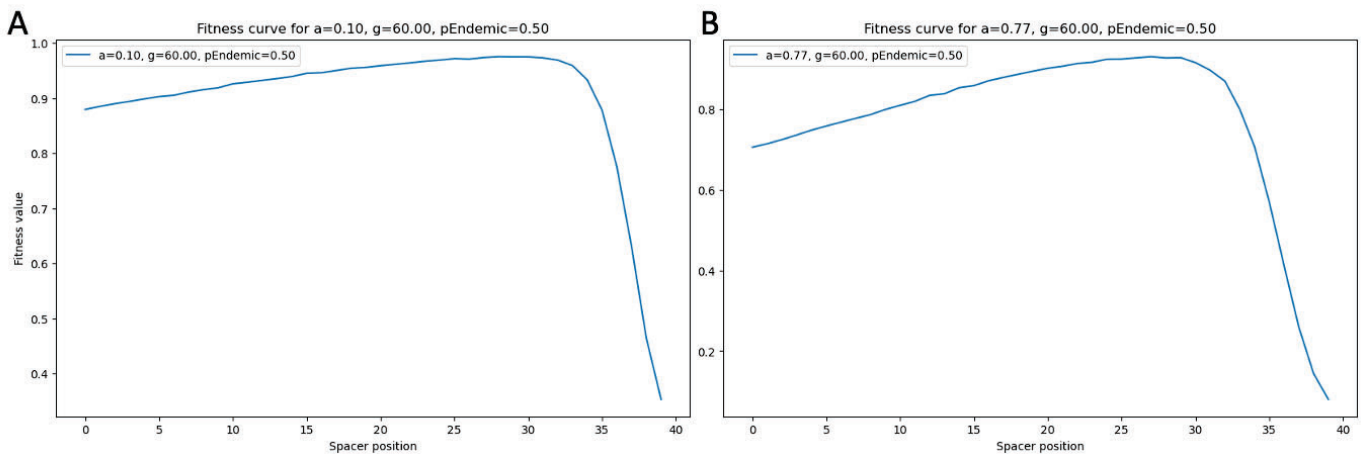 A
Fitness curve for a=0.10, g=60.00, pEndemic=0.50
a=0.10, g=60.00, pEndemic=0.50
1.0
0.9
0.8
0.7
0.6
0.5
0.4
Fitness value
0 5 10 15 20 25 30 35 40
Spacer position
B
Fitness curve for a=0.77, g=60.00, pEndemic=0.50
a=0.77, g=60.00, pEndemic=0.50
0.8
0.6
0.4
0.2
0 5 10 15 20 25 30 35 40
Spacer position